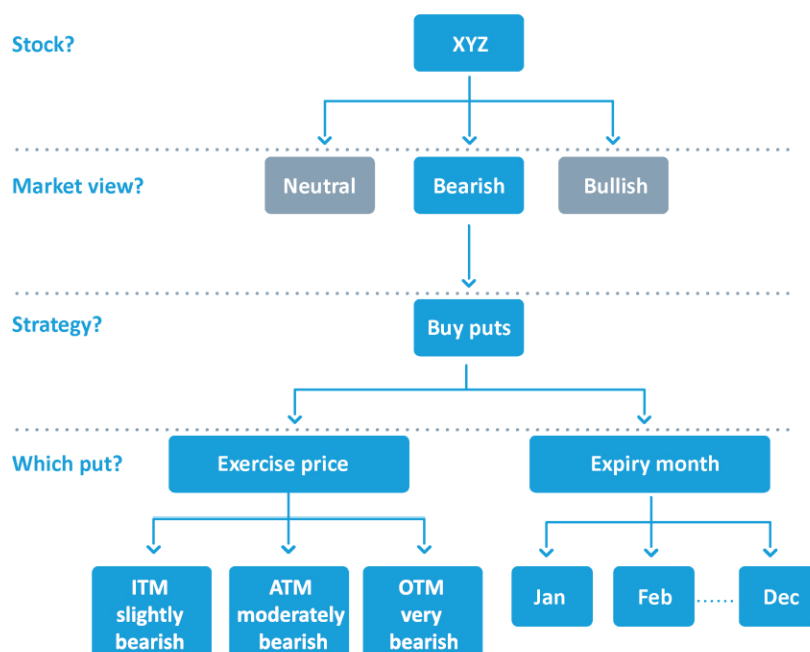 Stock?
XYZ
Market view?
Neutral
Bearish
Bullish
Strategy?
Buy puts
Which put?
Exercise price
Expiry month
ITM
slightly
bearish
ATM
moderately
bearish
OTM
very
bearish
Jan
Feb
......
Dec